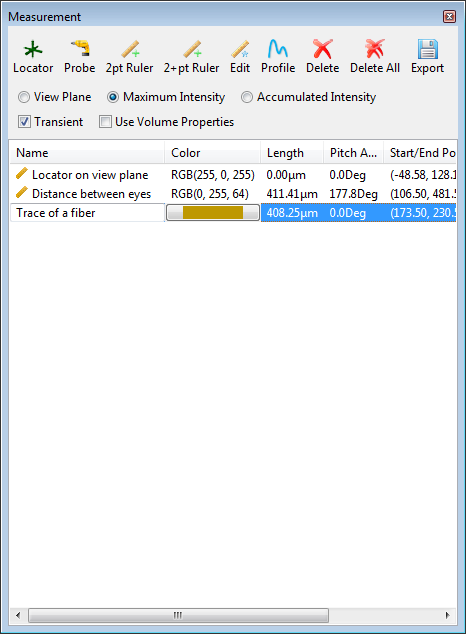 Measurement
Locator Probe 2pt Ruler 2+pt Ruler Edit Profile Delete Delete All Export
View Plane Maximum Intensity Accumulated Intensity
Transient Use Volume Properties
Name Color Length Pitch A... Start/End Po
Locator on view plane RGB(255, 0, 255) 0.00µm 0.0Deg (-48.58, 128.1
Distance between eyes RGB(0, 255, 64) 411.41µm 177.8Deg (106.50, 481.5
Trace of a fiber 408.25µm 0.0Deg (173.50, 230.5